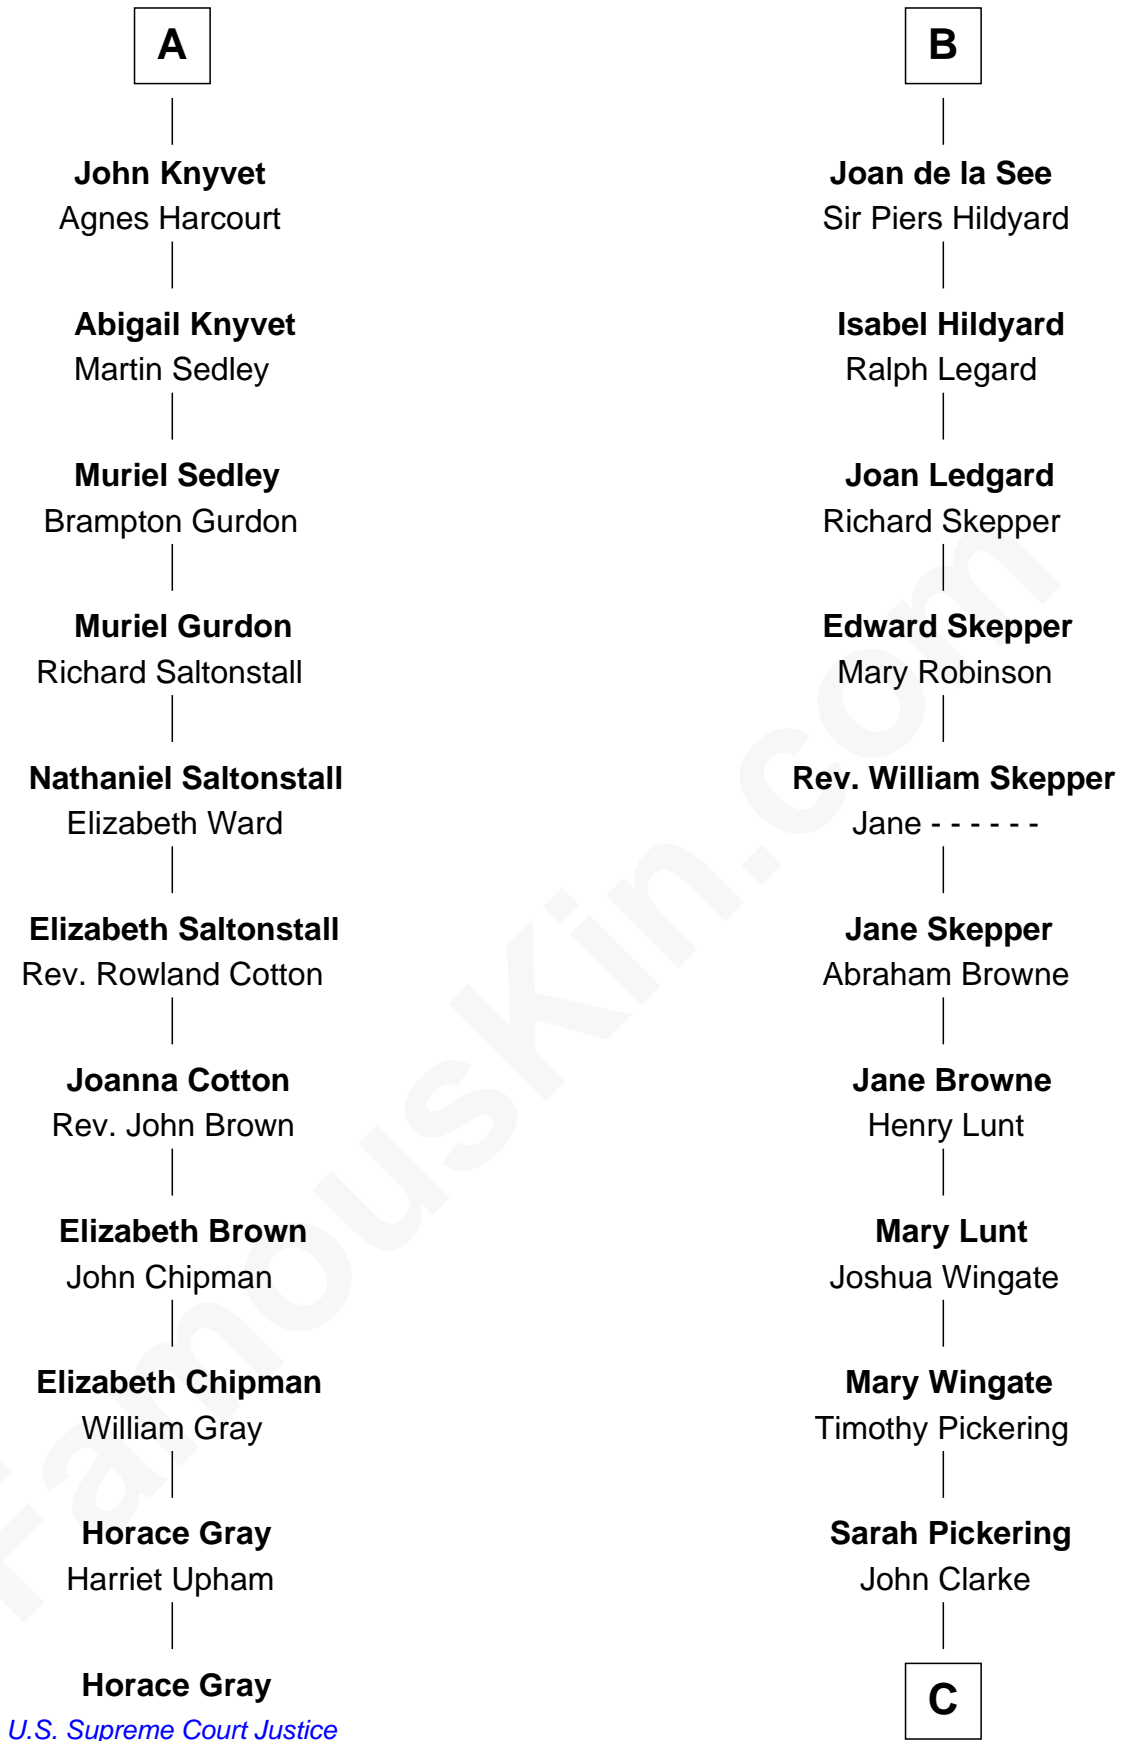 A
John Knyvet
Agnes Harcourt
Abigail Knyvet
Martin Sedley
Muriel Sedley
Brampton Gurdon
Muriel Gurdon
Richard Saltonstall
Nathaniel Saltonstall
Elizabeth Ward
Elizabeth Saltonstall
Rev. Rowland Cotton
Joanna Cotton
Rev. John Brown
Elizabeth Brown
John Chipman
Elizabeth Chipman
William Gray
Horace Gray
Harriet Upham
Horace Gray
U.S. Supreme Court Justice
B
Joan de la See
Sir Piers Hildyard
Isabel Hildyard
Ralph Legard
Joan Ledgard
Richard Skepper
Edward Skepper
Mary Robinson
Rev. William Skepper
Jane - - - - - -
Jane Skepper
Abraham Browne
Jane Browne
Henry Lunt
Mary Lunt
Joshua Wingate
Mary Wingate
Timothy Pickering
Sarah Pickering
John Clarke
C
FamousKin.com